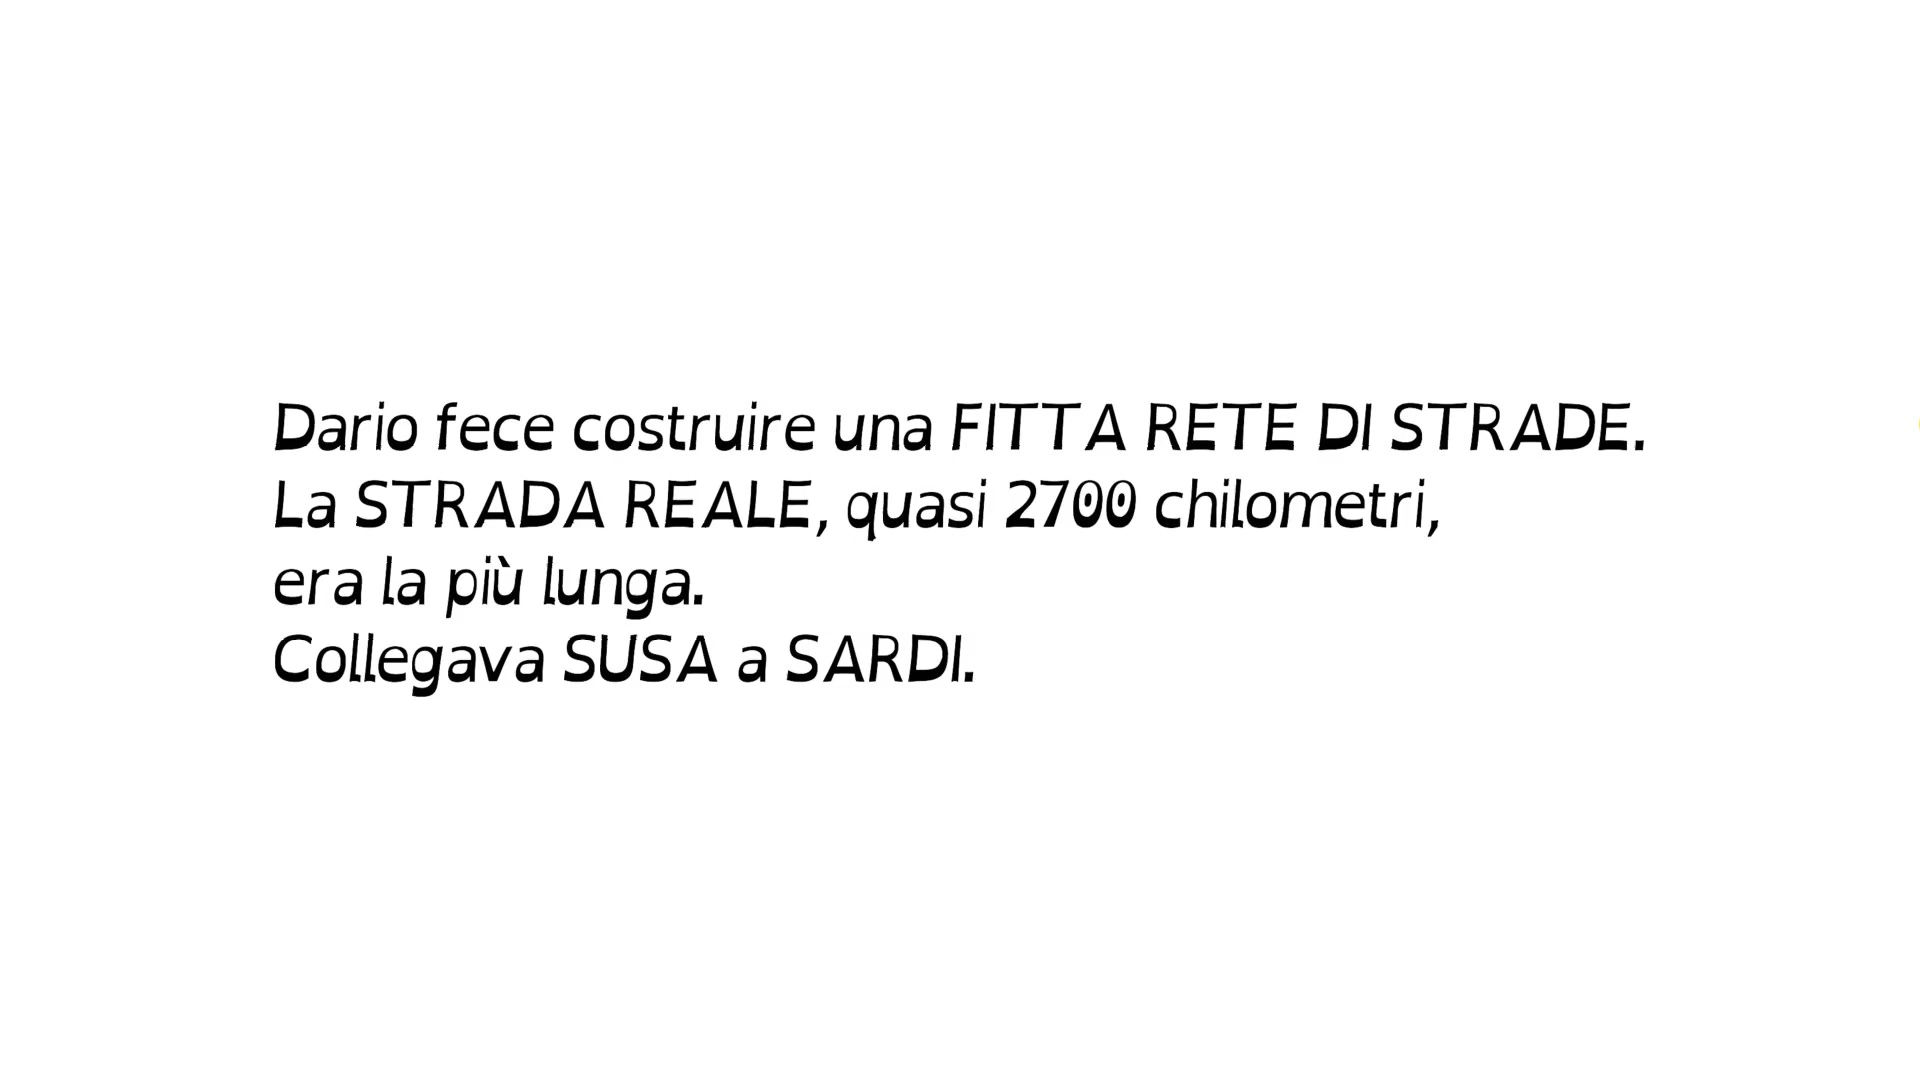 Dario fece costruire una FITTA RETE DI STRADE.
La STRADA REALE, quasi 2700 chilometri,
era la più lunga.
Collegava SUSA a SARDI.